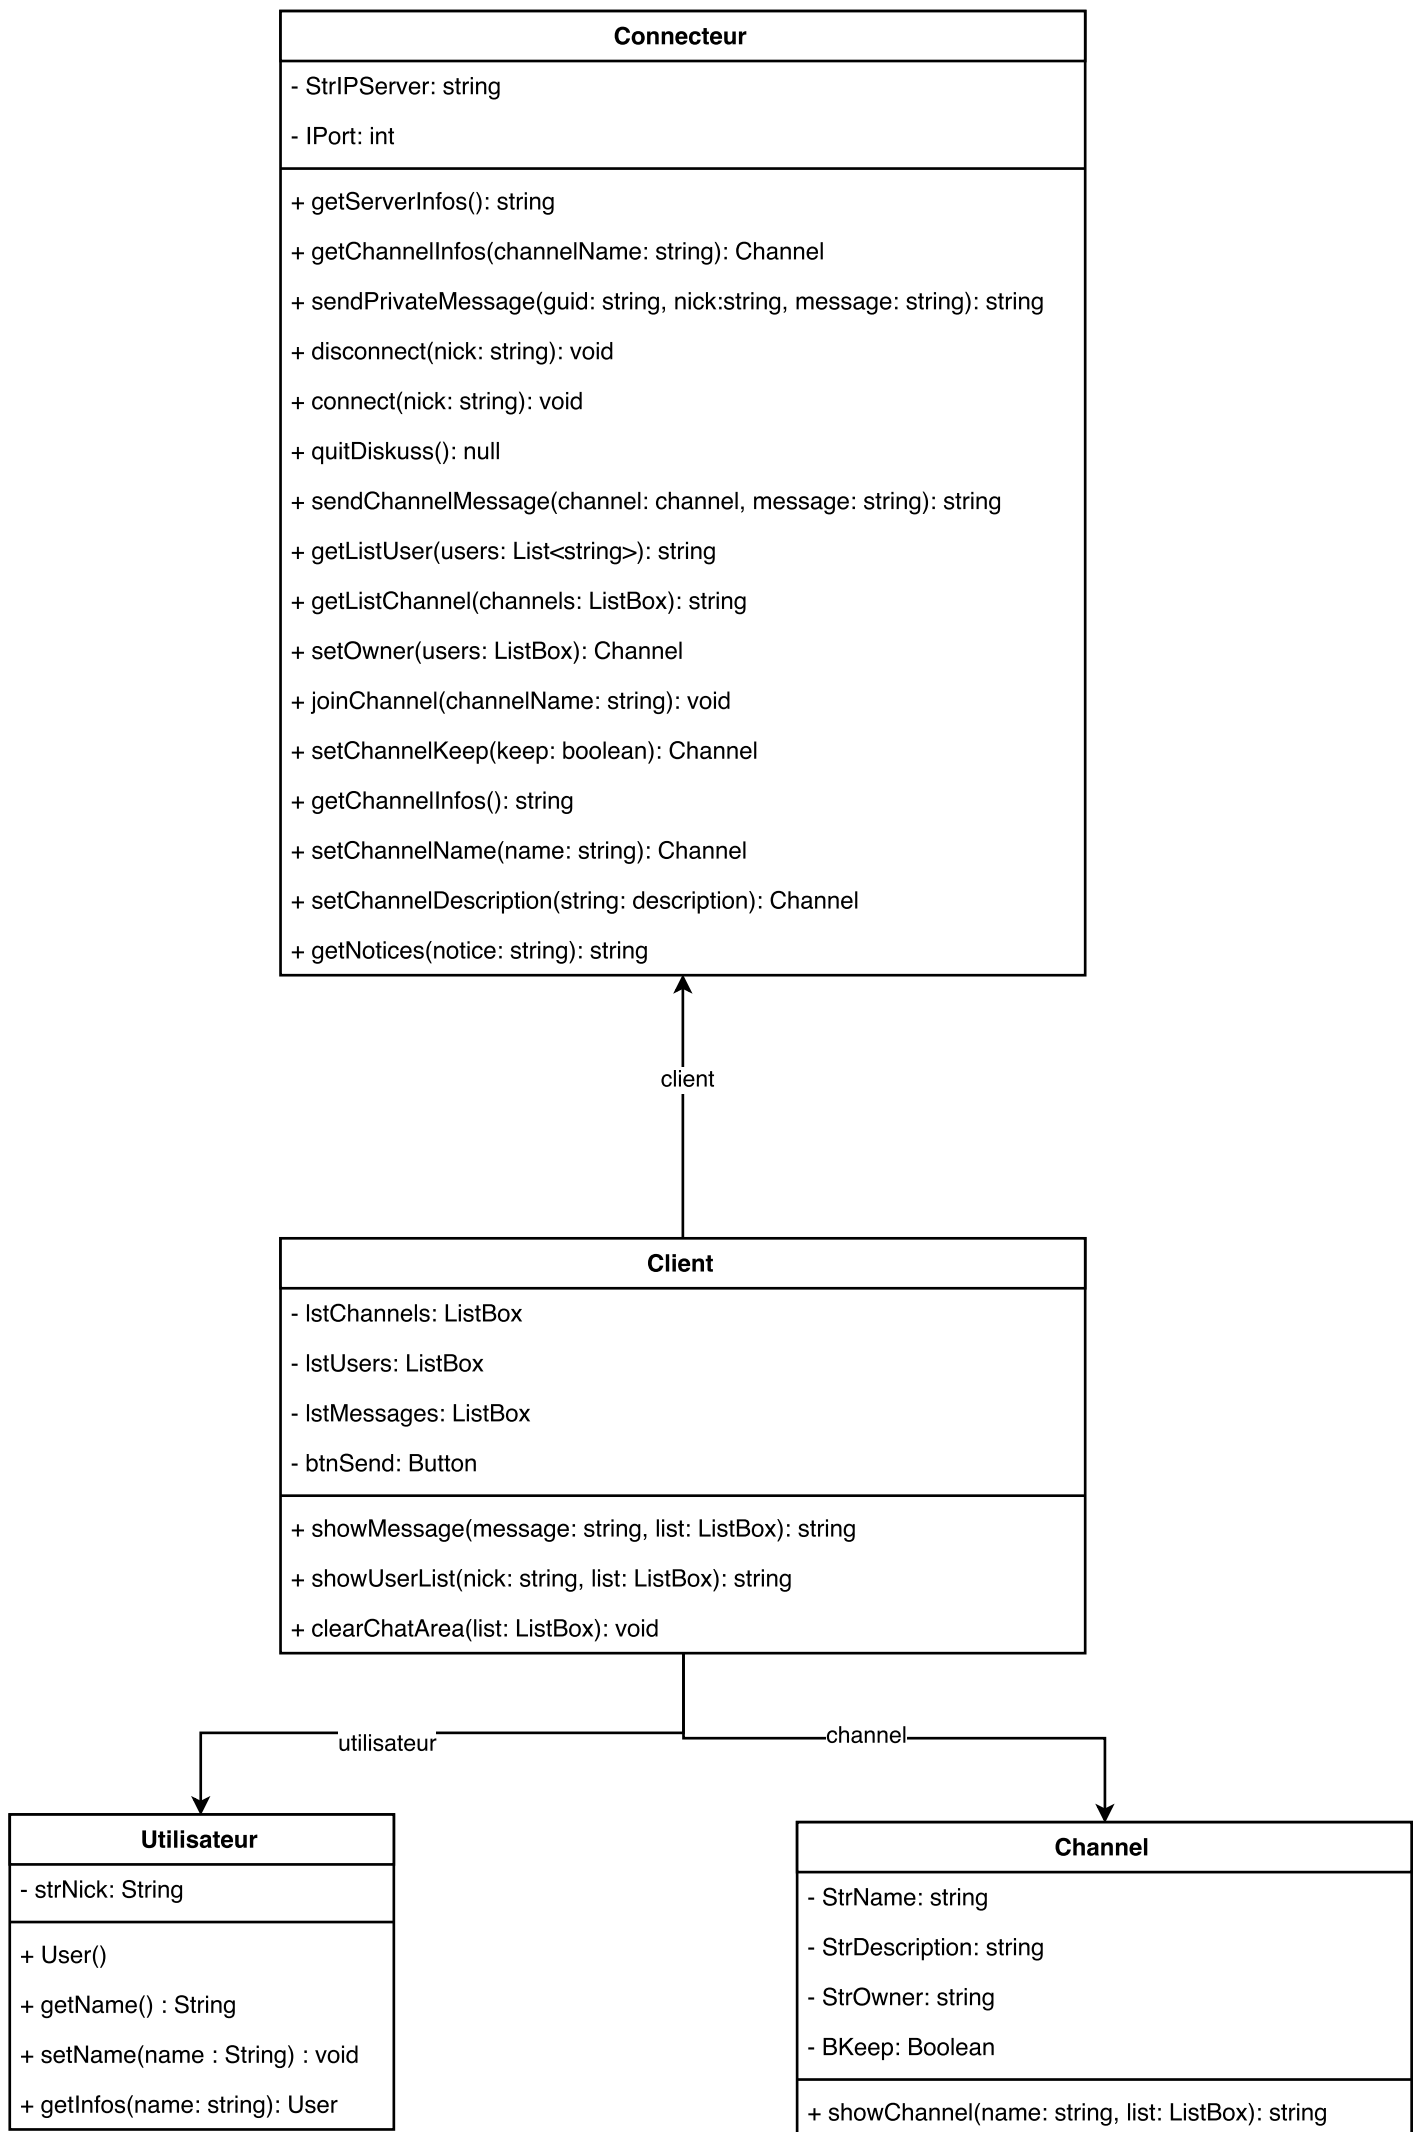 Connecteur
- StrIPServer: string
- IPort: int
+ getServerInfos(): string
+ getChannelInfos(channelName: string): Channel
+ sendPrivateMessage(guid: string, nick:string, message: string): string
+ disconnect(nick: string): void
+ connect(nick: string): void
+ quitDiskuss(): null
+ sendChannelMessage(channel: channel, message: string): string
+ getListUser(users: List<string>): string
+ getListChannel(channels: ListBox): string
+ setOwner(users: ListBox): Channel
+ joinChannel(channelName: string): void
+ setChannelKeep(keep: boolean): Channel
+ getChannelInfos(): string
+ setChannelName(name: string): Channel
+ setChannelDescription(string: description): Channel
+ getNotices(notice: string): string
client
Client
- lstChannels: ListBox
- lstUsers: ListBox
- lstMessages: ListBox
- btnSend: Button
+ showMessage(message: string, list: ListBox): string
+ showUserList(nick: string, list: ListBox): string
+ clearChatArea(list: ListBox): void
utilisateur
channel
Utilisateur
- strNick: String
+ User()
+ getName() : String
+ setName(name : String) : void
+ getInfos(name: string): User
Channel
- StrName: string
- StrDescription: string
- StrOwner: string
- BKeep: Boolean
+ showChannel(name: string, list: ListBox): string